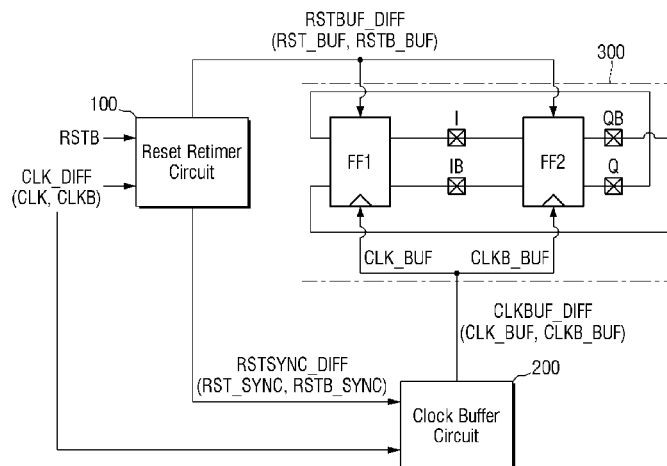 RSTBUF_DIFF
(RST_BUF, RSTB_BUF)
300
100
RSTB
Reset Retimer
Circuit
CLK_DIFF
(CLK, CLKB)
FF1
I
IB
FF2
QB
Q
CLK_BUF
CLKB_BUF
CLKBUF_DIFF
(CLK_BUF, CLKB_BUF)
RSTSYNC_DIFF
(RST_SYNC, RSTB_SYNC)
200
Clock Buffer
Circuit